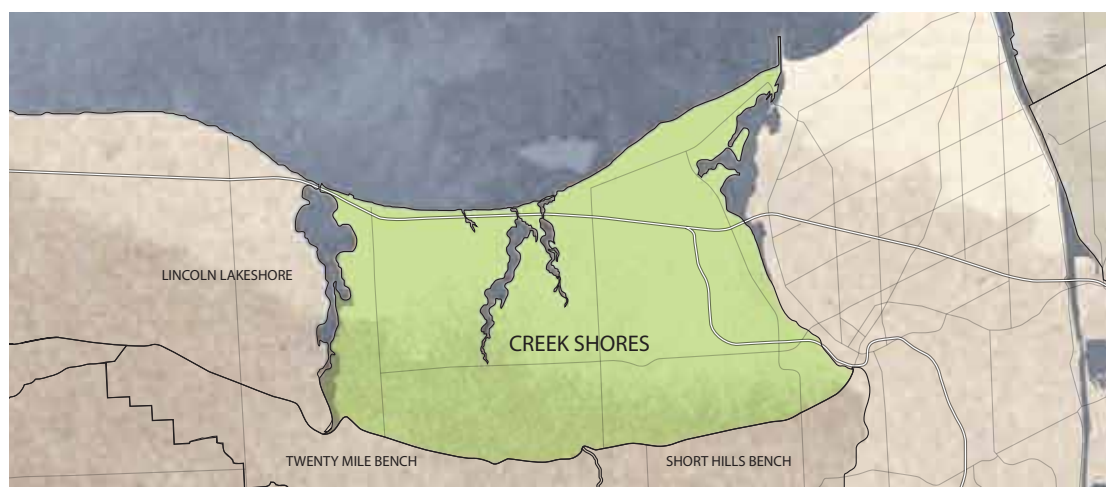 LINCOLN LAKESHORE
CREEK SHORES
TWENTY MILE BENCH
SHORT HILLS BENCH